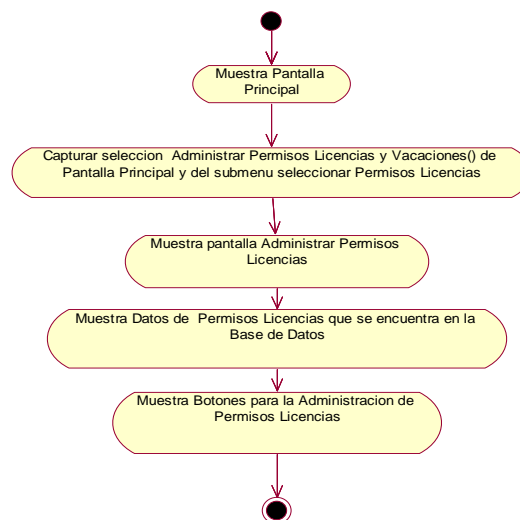 Muestra Pantalla
Principal
Capturar seleccion  Administrar Permisos Licencias y Vacaciones() de
Pantalla Principal y del submenu seleccionar Permisos Licencias
Muestra pantalla Administrar Permisos
Licencias
Muestra Datos de  Permisos Licencias que se encuentra en la
Base de Datos
Muestra Botones para la Administracion de
Permisos Licencias